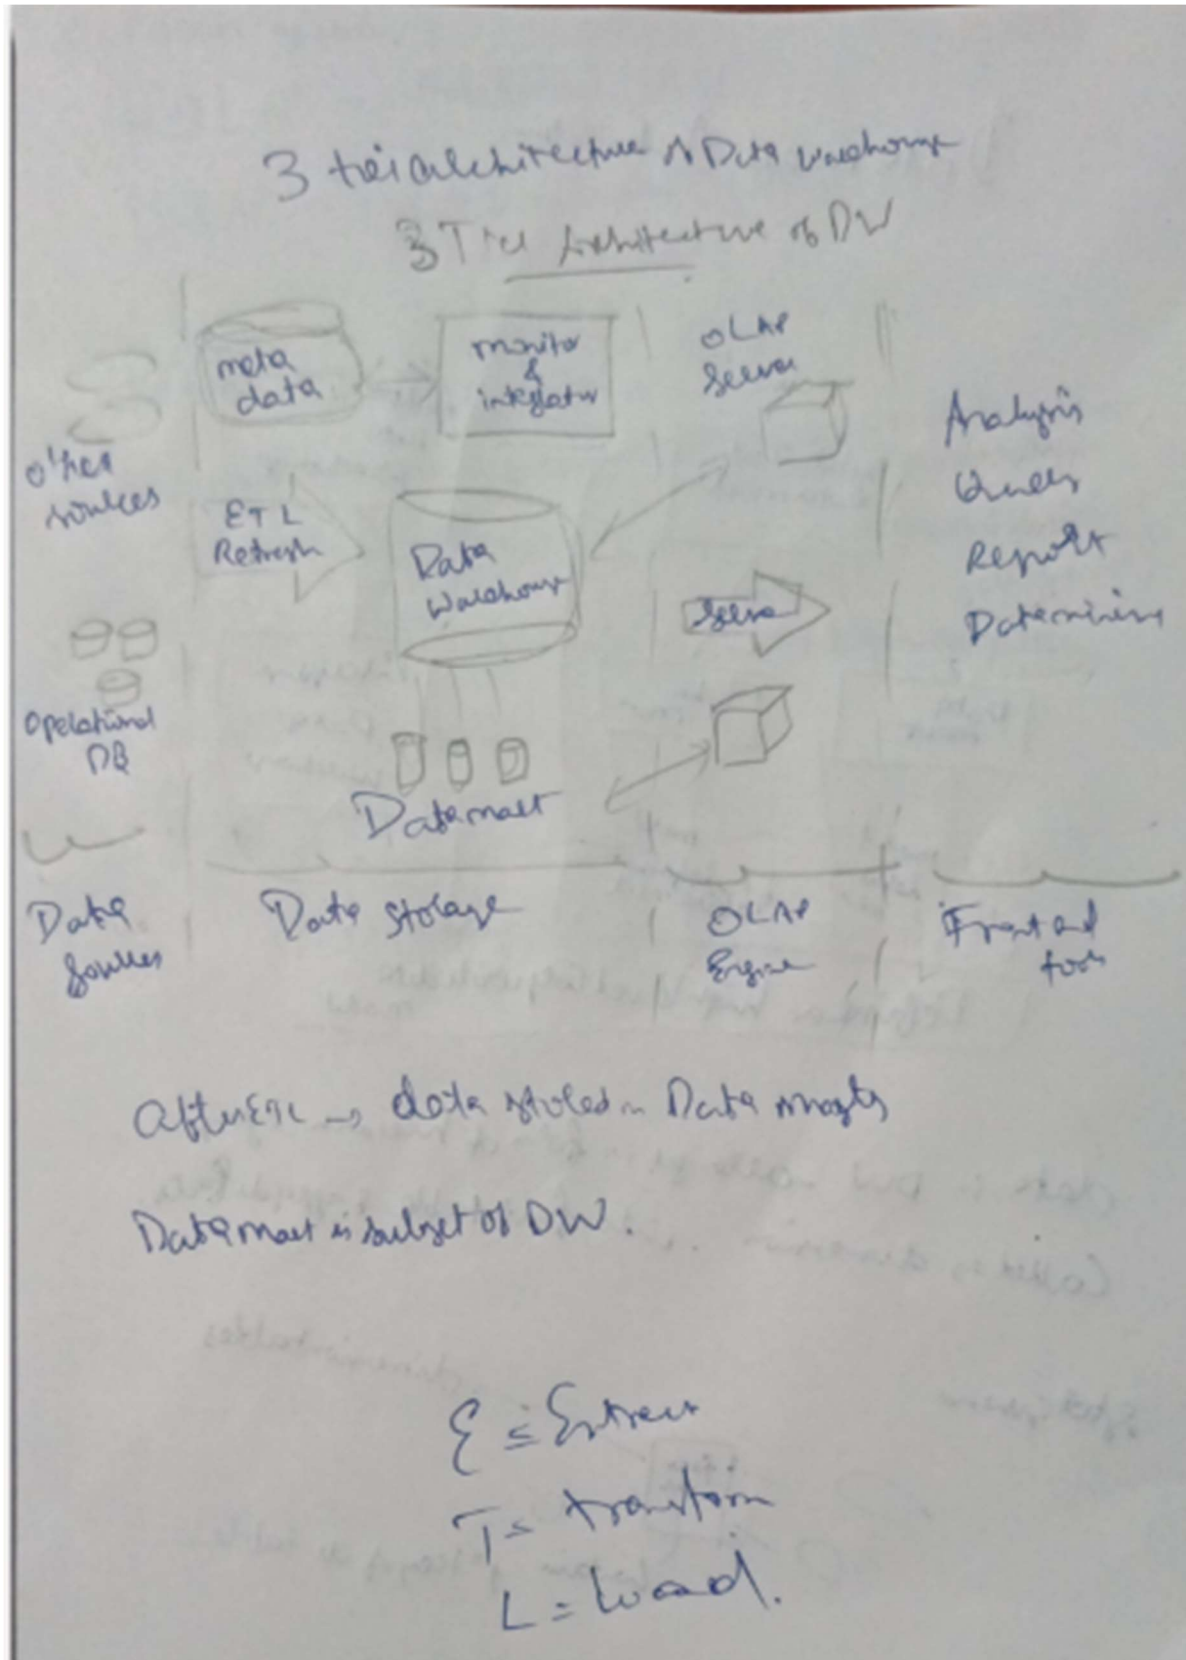 3 tier architecture of Data warehouse
3 Tier Architecture of DW
meta
data
monitor
&
integrator
OLAP
Server
Other
sources
ETL
Refresh
Data
Warehouse
Analysis
Query
Report
Datamining
Serve
Operational
DB
Datamart
Data
Sources
Data storage
OLAP
Engine
Front end
tools
After ETL → data stored in Data marts
Datamart is subset of DW.
E = Extract
T = transform
L = Load.